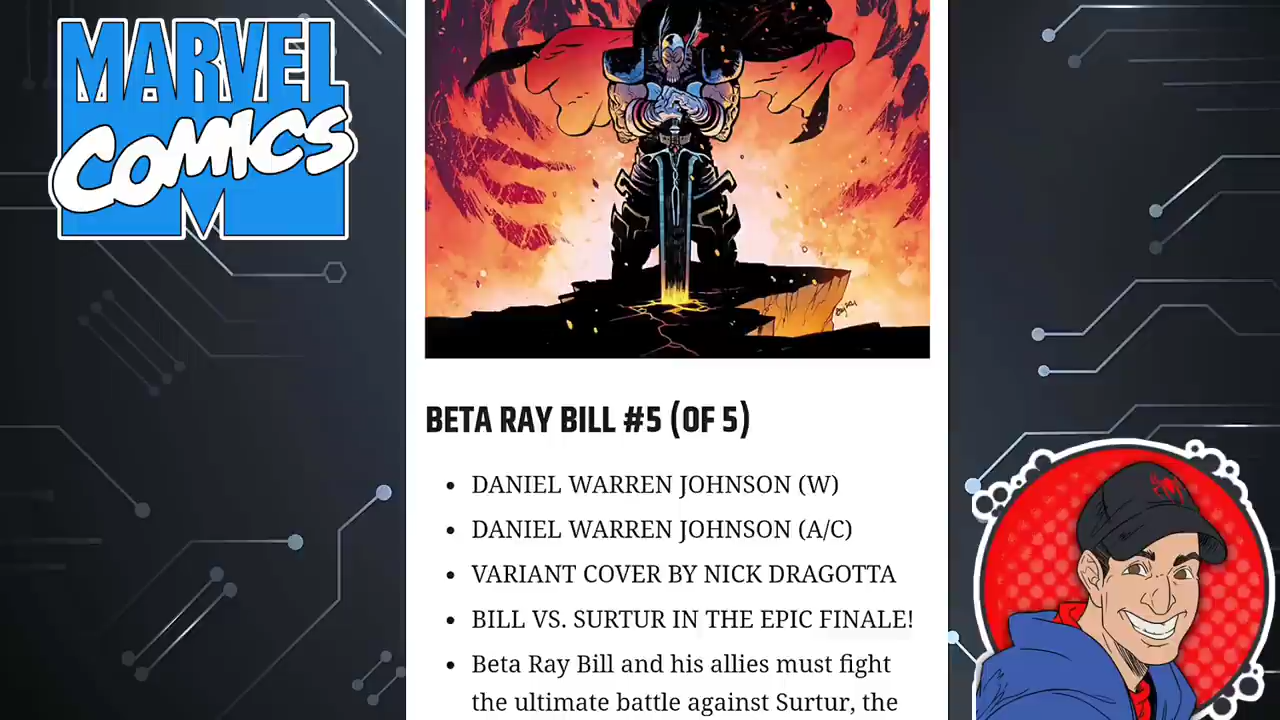 MARVEL
COMICS
M
BETA RAY BILL #5 (OF 5)
• DANIEL WARREN JOHNSON (W)
• DANIEL WARREN JOHNSON (A/C)
• VARIANT COVER BY NICK DRAGOTTA
• BILL VS. SURTUR IN THE EPIC FINALE!
• Beta Ray Bill and his allies must fight
the ultimate battle against Surtur, the